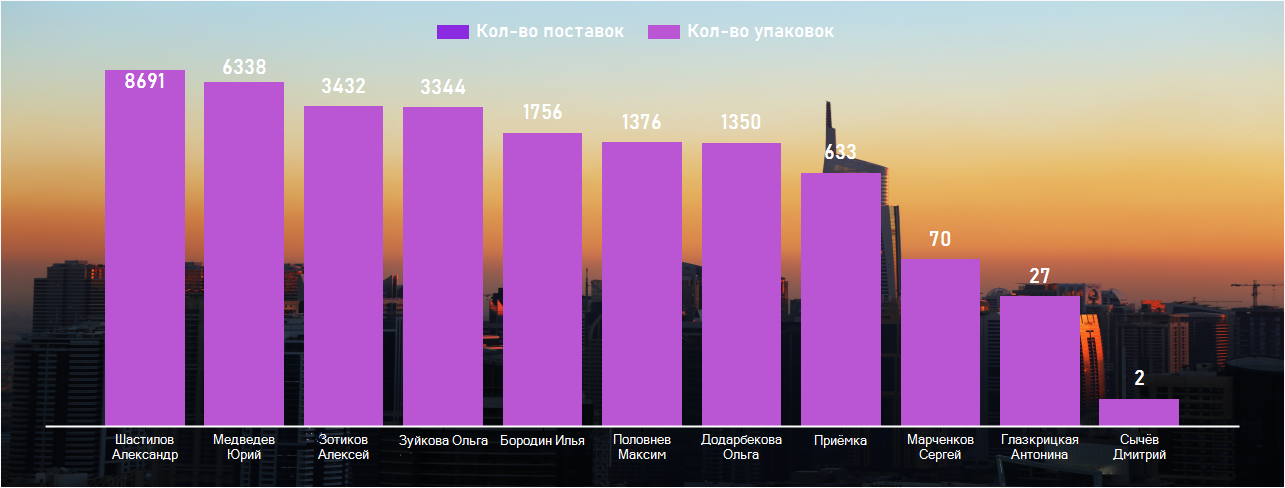 Кол-во поставок Кол-во упаковок
8691 6338 3432 3344 1756 1376 1350 633 70 27 2
Шастилов Александр
Медведев Юрий
Зотиков Алексей
Зуйкова Ольга
Бородин Илья
Половнев Максим
Додарбекова Ольга
Приёмка
Марченков Сергей
Глазкрицкая Антонина
Сычёв Дмитрий